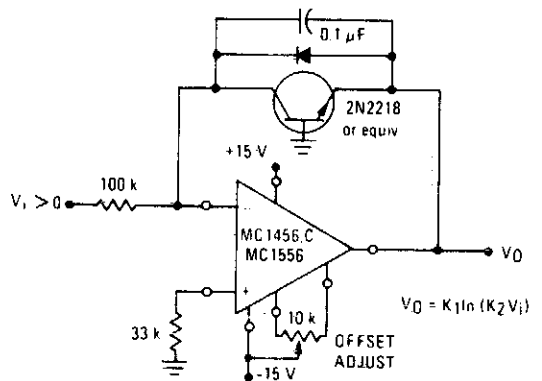 0.1 µF
2N2218
or equiv
+15 V
100 k
Vi >0
–
MC1456,C
MC1556
VO
+
10 k
VO = K1ln (K2Vi)
33 k
OFFSET
ADJUST
-15 V